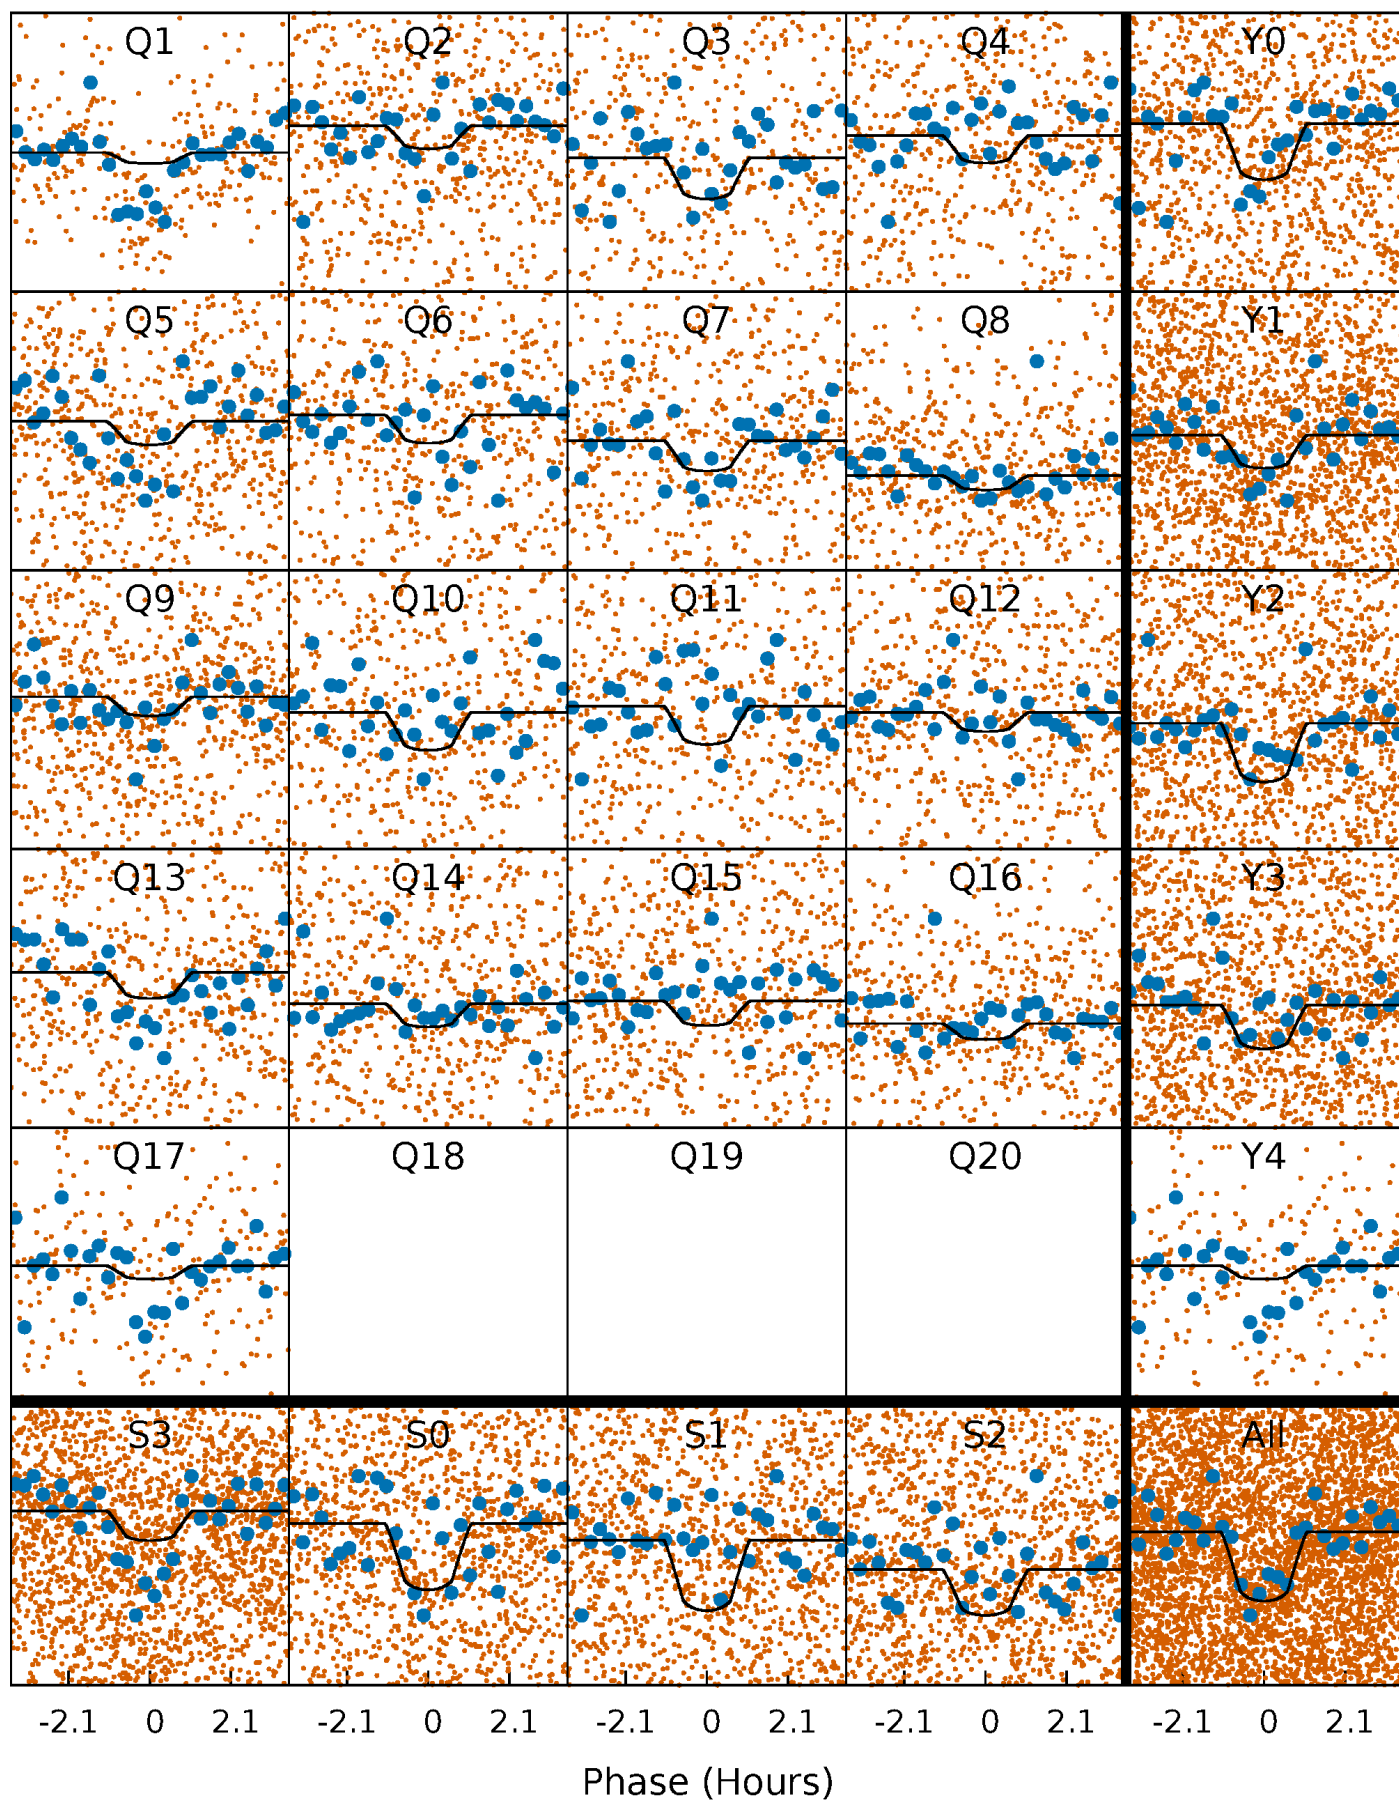 Q1 Q2 Q3 Q4 Y0
Q5 Q6 Q7 Q8 Y1
Q9 Q10 Q11 Q12 Y2
Q13 Q14 Q15 Q16 Y3
Q17 Q18 Q19 Q20 Y4
S3 S0 S1 S2 All
-2.1 0 2.1 -2.1 0 2.1 -2.1 0 2.1 -2.1 0 2.1 -2.1 0 2.1
Phase (Hours)